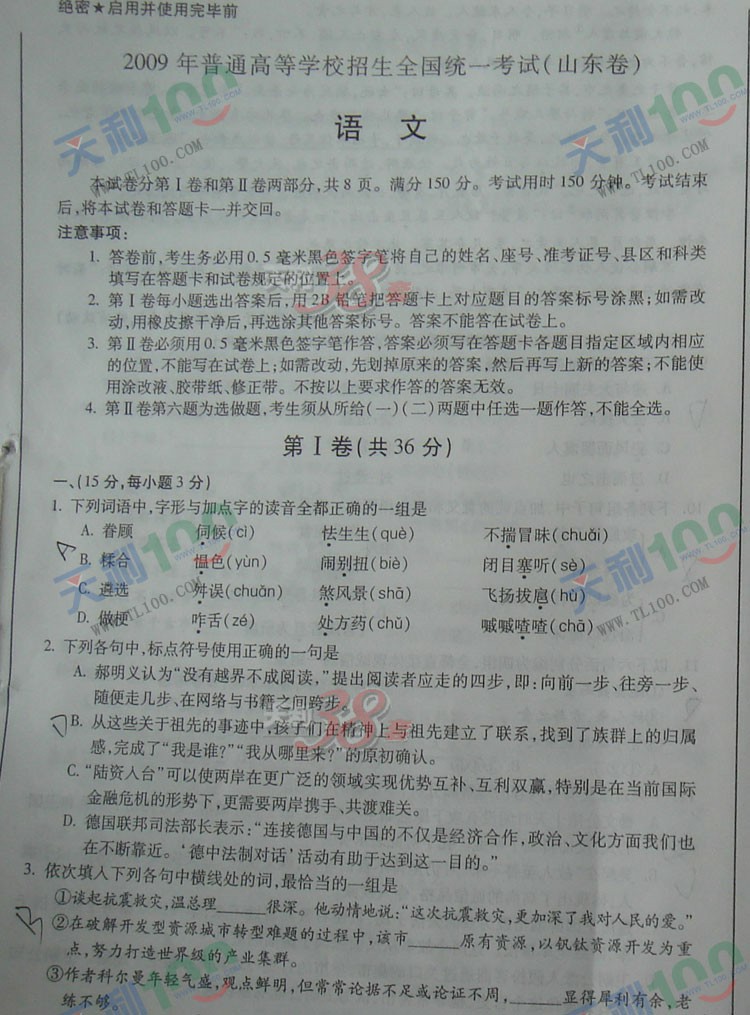 绝密★启用并使用完毕前
2009年普通高等学校招生全国统一考试(山东卷)
语 文
本试卷分第Ⅰ卷和第Ⅱ卷两部分,共8页。满分150分。考试用时150分钟。考试结束
后,将本试卷和答题卡一并交回。
注意事项:
1. 答卷前,考生务必用0.5毫米黑色签字笔将自己的姓名、座号、准考证号、县区和科类
填写在答题卡和试卷规定的位置上。
2. 第Ⅰ卷每小题选出答案后,用2B铅笔把答题卡上对应题目的答案标号涂黑;如需改
动,用橡皮擦干净后,再选涂其他答案标号。答案不能答在试卷上。
3. 第Ⅱ卷必须用0.5毫米黑色签字笔作答,答案必须写在答题卡各题目指定区域内相应
的位置,不能写在试卷上;如需改动,先划掉原来的答案,然后再写上新的答案;不能使
用涂改液、胶带纸、修正带。不按以上要求作答的答案无效。
4. 第Ⅱ卷第六题为选做题,考生须从所给(一)(二)两题中任选一题作答,不能全选。
第Ⅰ卷(共36分)
一、(15分,每小题3分)
1. 下列词语中,字形与加点字的读音全都正确的一组是
A. 眷顾 伺候(cì) 怯生生(què) 不揣冒昧(chuǎi)
B. 糅合 愠色(yùn) 闹别扭(biè) 闭目塞听(sè)
C. 遴选 舛误(chuǎn) 煞风景(shā) 飞扬拔扈(hù)
D. 做梗 咋舌(zé) 处方药(chǔ) 喊喊喳喳(chā)
2. 下列各句中,标点符号使用正确的一句是
A. 郝明义认为“没有越界不成阅读,”提出阅读者应走的四步,即:向前一步、往旁一步、
随便走几步、在网络与书籍之间跨步。
B. 从这些关于祖先的事迹中,孩子们在精神上与祖先建立了联系,找到了族群上的归属
感,完成了“我是谁?”“我从哪里来?”的原初确认。
C. “陆资入台”可以使两岸在更广泛的领域实现优势互补、互利双赢,特别是在当前国际
金融危机的形势下,更需要两岸携手、共渡难关。
D. 德国联邦司法部长表示:“连接德国与中国的不仅是经济合作,政治、文化方面我们也
在不断靠近。‘德中法制对话’活动有助于达到这一目的。”
3. 依次填入下列各句中横线处的词,最恰当的一组是
①谈起抗震救灾,温总理______很深。他动情地说:“这次抗震救灾,更加深了我对人民的爱。”
②在破解开发型资源城市转型难题的过程中,该市______原有资源,以钒钛资源开发为重
点,努力打造世界级的产业集群。
③作者科尔曼年轻气盛,观点鲜明,但常常论据不足或论证不周,______显得犀利有余,老
练不够。
天利100
WWW.TL100.COM
天利38